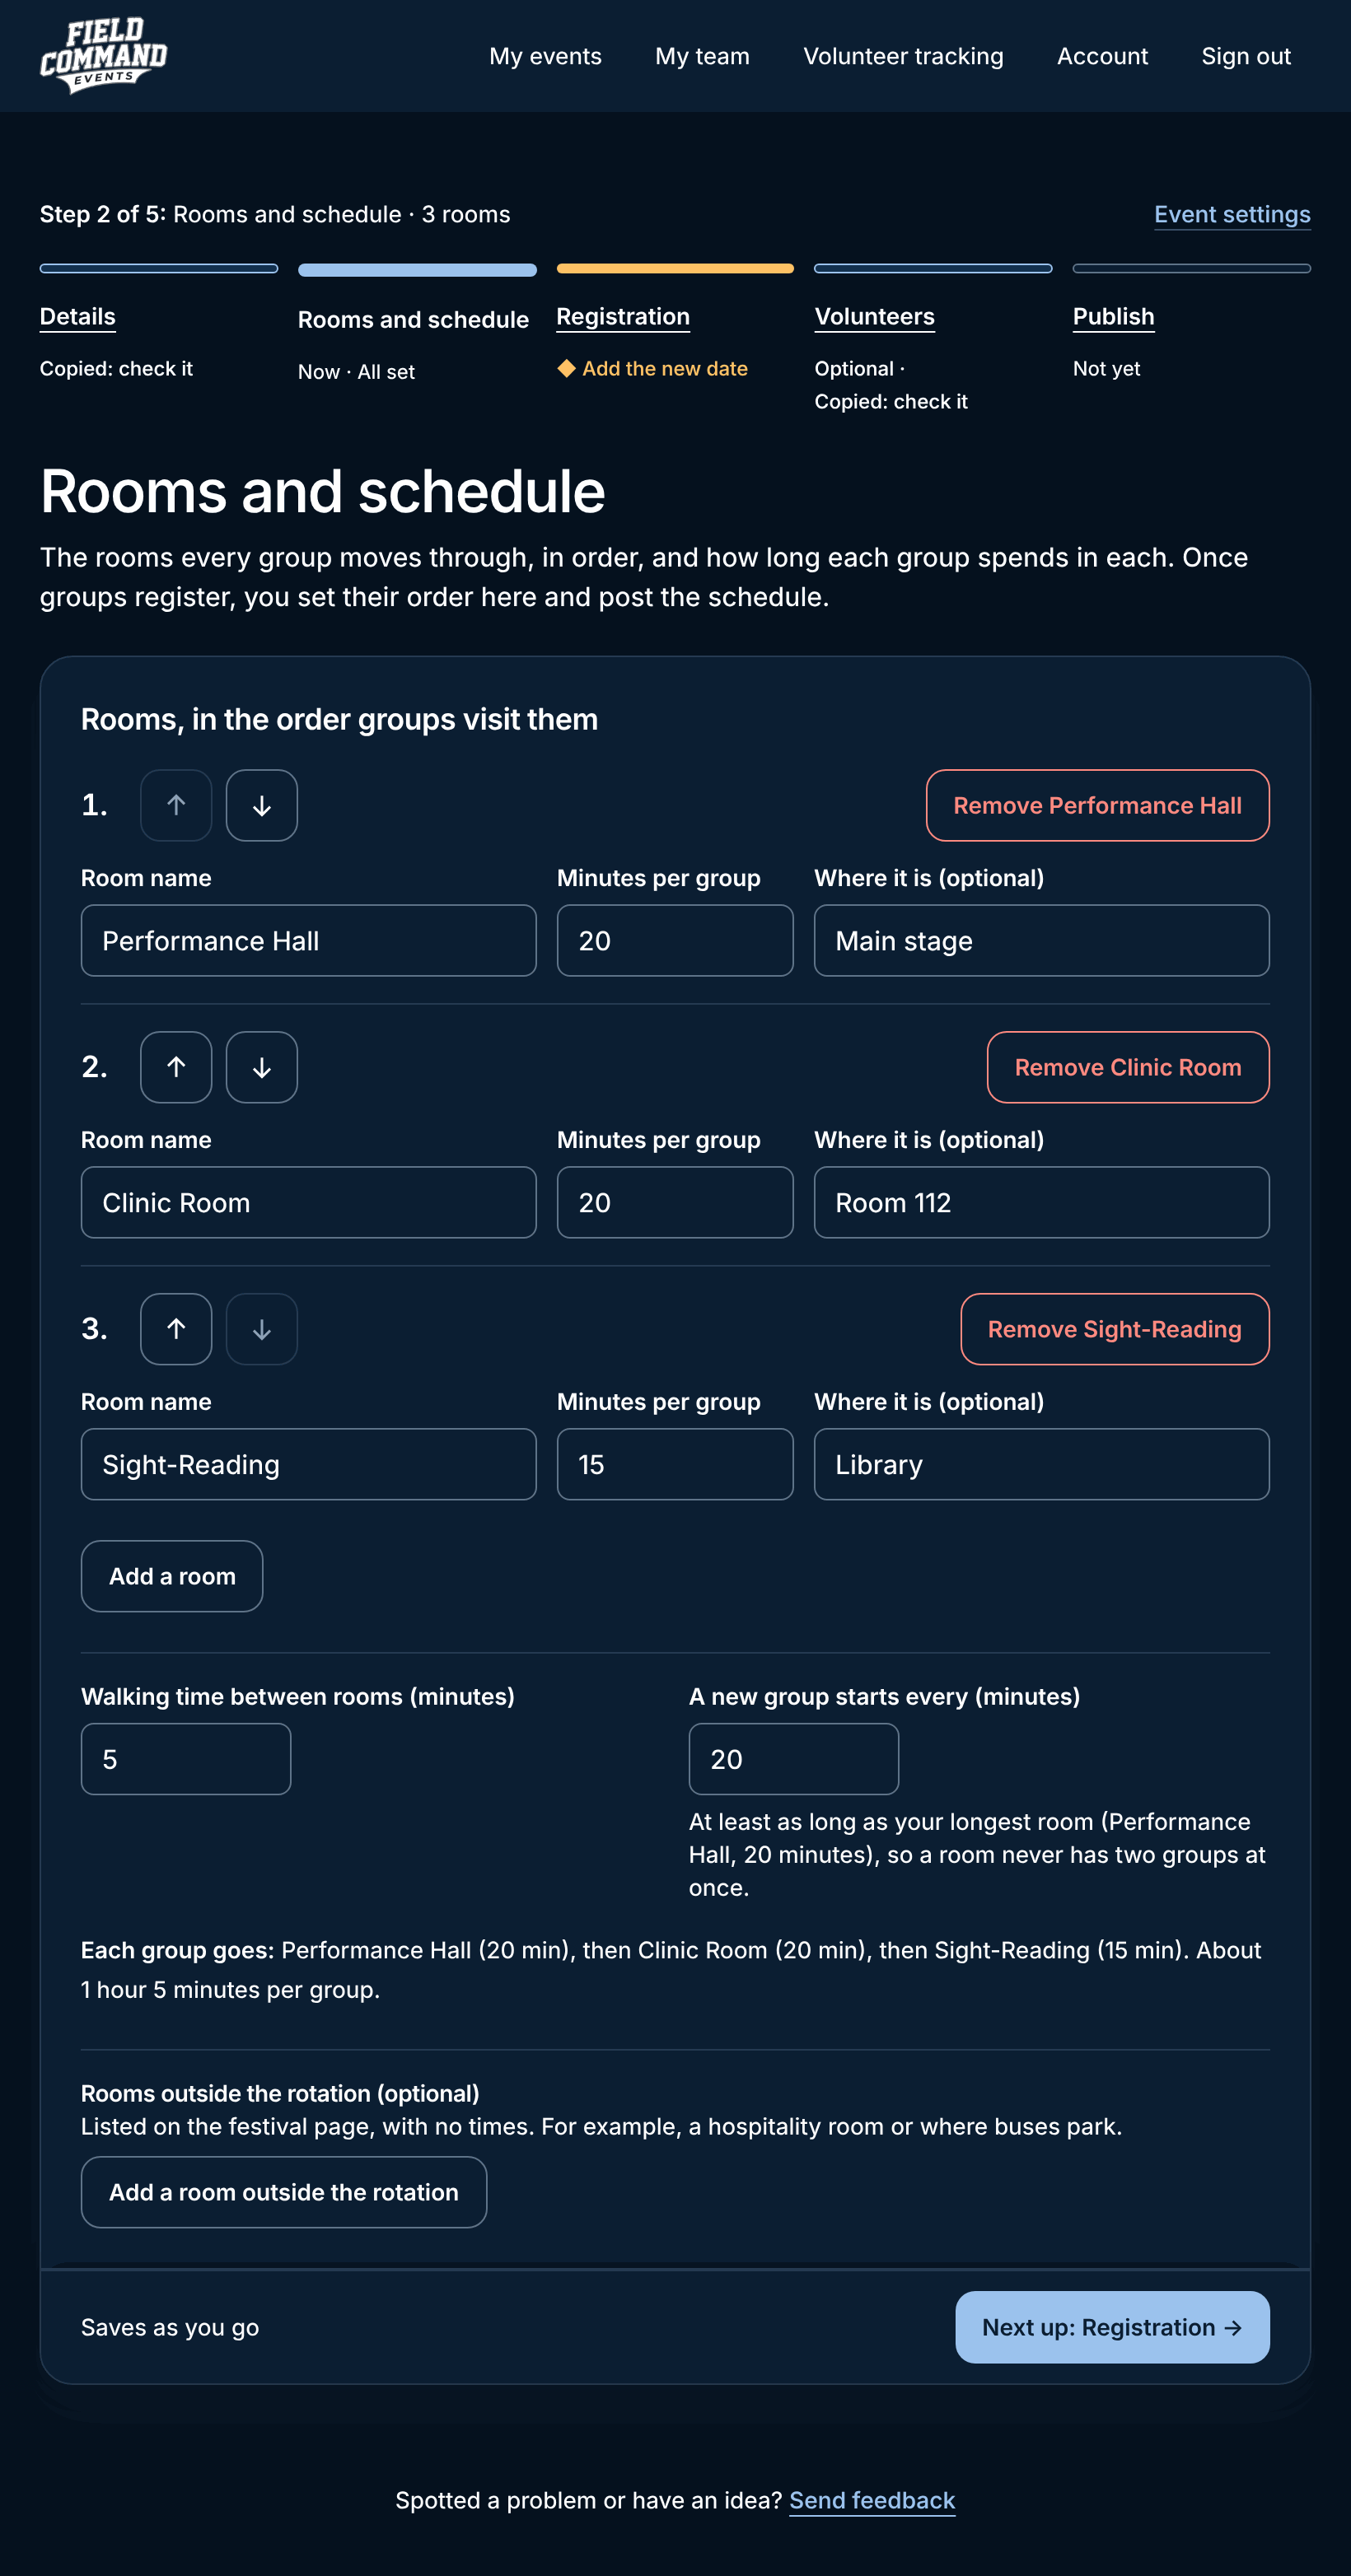 FIELD
COMMAND
EVENTS
My events
My team
Volunteer tracking
Account
Sign out
Step 2 of 5: Rooms and schedule · 3 rooms
Event settings
Details
Copied: check it
Rooms and schedule
Now · All set
Registration
◆ Add the new date
Volunteers
Optional ·
Copied: check it
Publish
Not yet
Rooms and schedule
The rooms every group moves through, in order, and how long each group spends in each. Once
groups register, you set their order here and post the schedule.
Rooms, in the order groups visit them
1.
↑
↓
Remove Performance Hall
Room name
Minutes per group
Where it is (optional)
Performance Hall
20
Main stage
2.
↑
↓
Remove Clinic Room
Room name
Minutes per group
Where it is (optional)
Clinic Room
20
Room 112
3.
↑
↓
Remove Sight-Reading
Room name
Minutes per group
Where it is (optional)
Sight-Reading
15
Library
Add a room
Walking time between rooms (minutes)
5
A new group starts every (minutes)
20
At least as long as your longest room (Performance
Hall, 20 minutes), so a room never has two groups at
once.
Each group goes: Performance Hall (20 min), then Clinic Room (20 min), then Sight-Reading (15 min). About
1 hour 5 minutes per group.
Rooms outside the rotation (optional)
Listed on the festival page, with no times. For example, a hospitality room or where buses park.
Add a room outside the rotation
Saves as you go
Next up: Registration →
Spotted a problem or have an idea? Send feedback